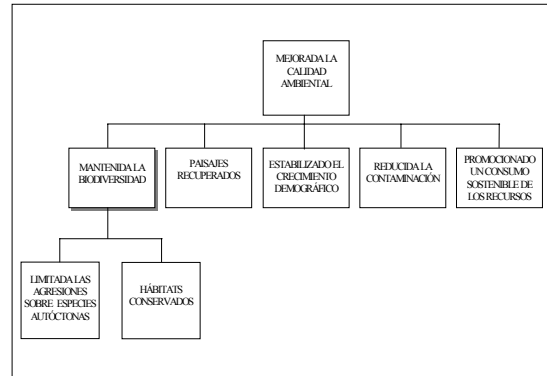 MEJORADA LA
CALIDAD
AMBIENTAL
MANTENIDA LA
BIODIVERSIDAD
PAISAJES
RECUPERADOS
ESTABILIZADO EL
CRECIMIENTO
DEMOGRÁFICO
REDUCIDA LA
CONTAMINACIÓN
PROMOCIONADO
UN CONSUMO
SOSTENIBLE DE
LOS RECURSOS
LIMITADA LAS
AGRESIONES
SOBRE ESPECIES
AUTÓCTONAS
HÁBITATS
CONSERVADOS